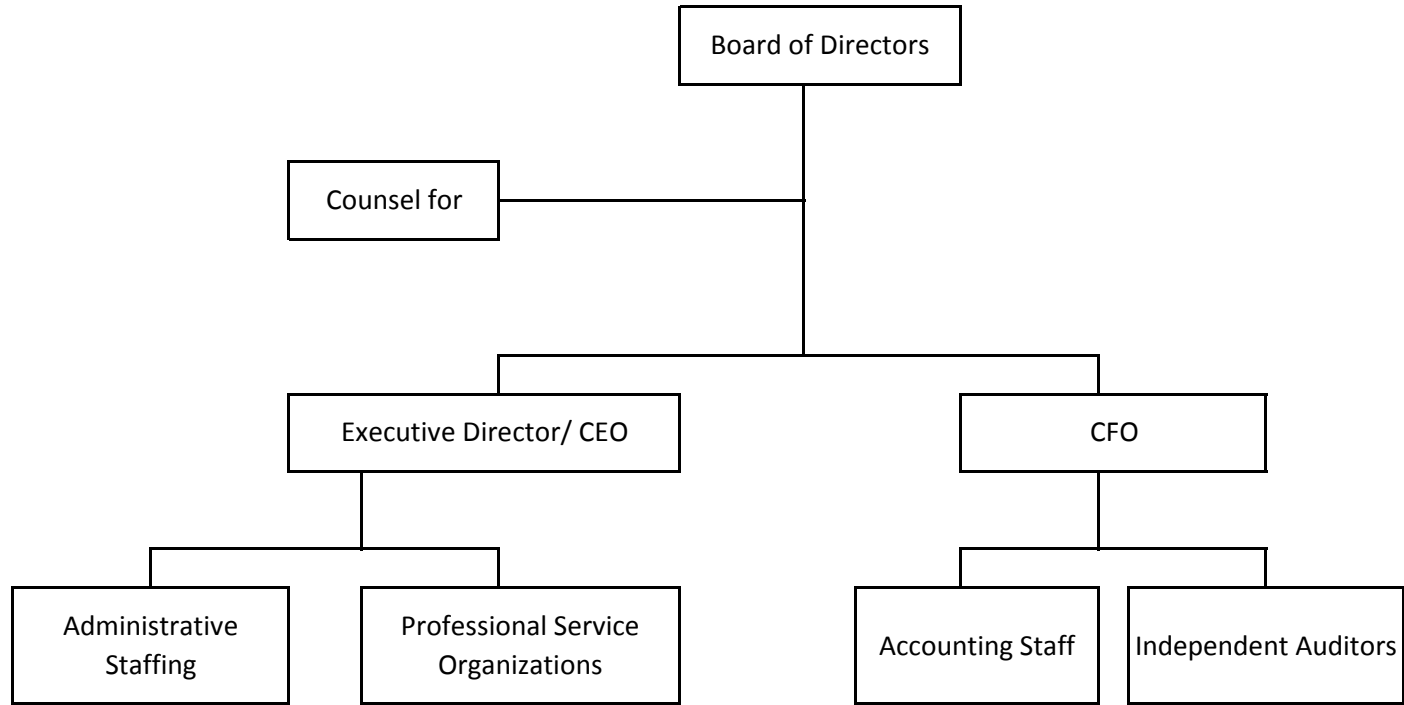 Board of Directors
Counsel for
Executive Director/ CEO
CFO
Administrative
Staffing
Professional Service
Organizations
Accounting Staff
Independent Auditors